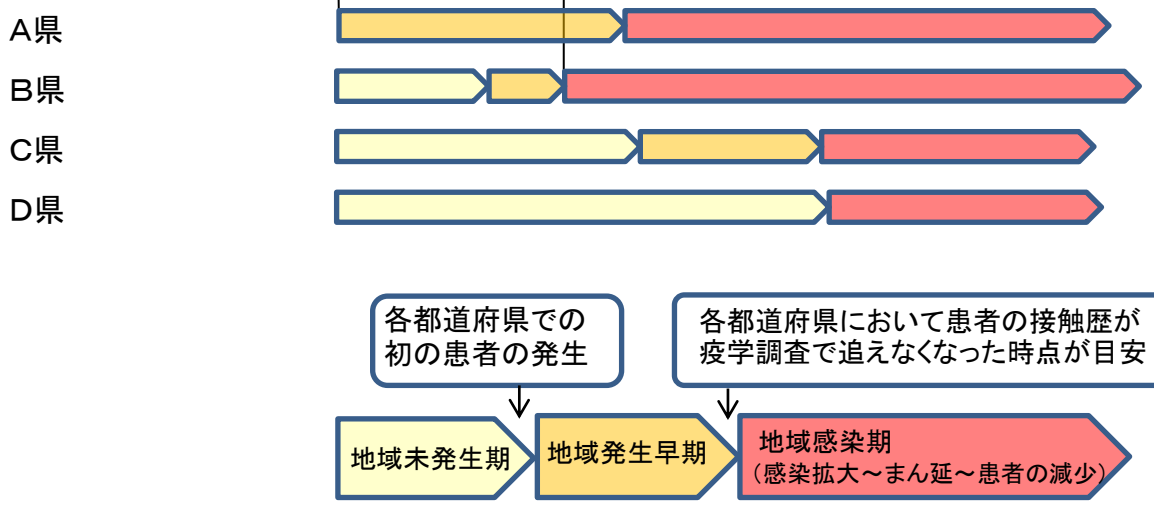 A県
B県
C県
D県
各都道府県での
初の患者の発生
各都道府県において患者の接触歴が
疫学調査で追えなくなった時点が目安
地域未発生期
地域発生早期
地域感染期
(感染拡大～まん延～患者の減少)